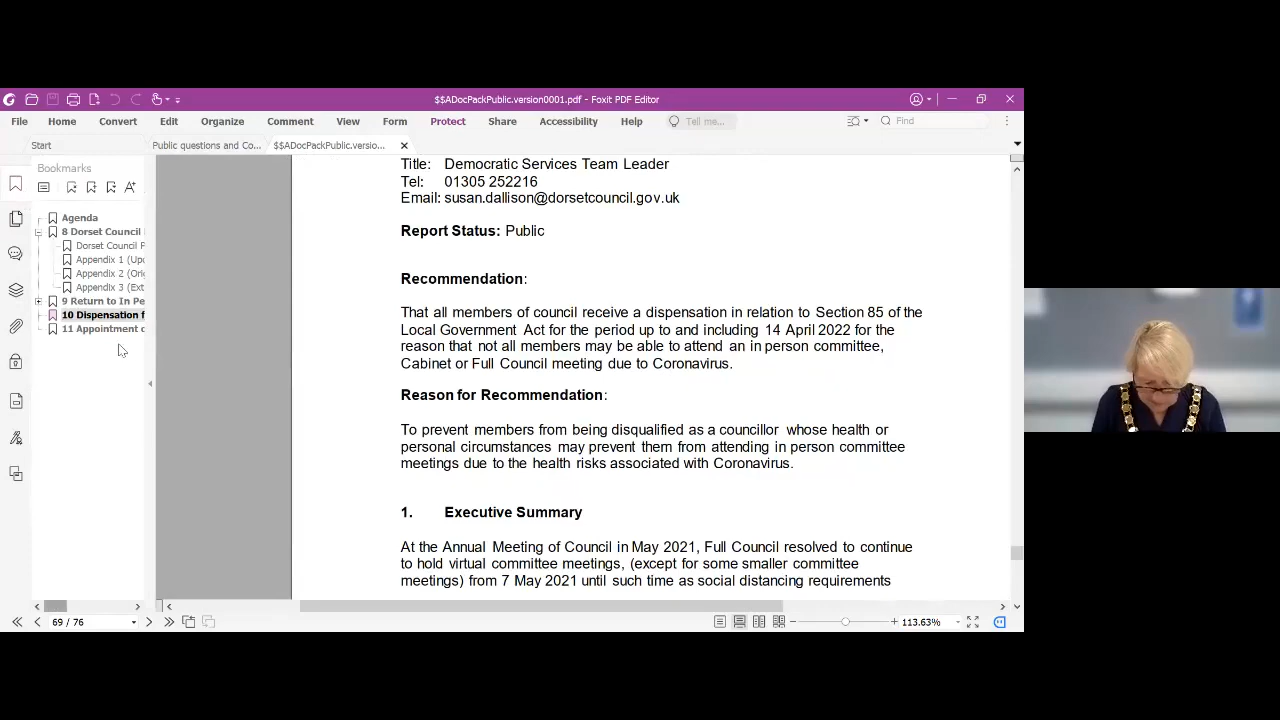 $$ADocPackPublic.version0001.pdf - Foxit PDF Editor
File Home Convert Edit Organize Comment View Form Protect Share Accessibility Help Tell me... Find
Start Public questions and Co... $$ADocPackPublic.versio...
Bookmarks
Agenda
8 Dorset Council
Dorset Council P
Appendix 1 (Upd
Appendix 2 (Orig
Appendix 3 (Ext
9 Return to In Pe
10 Dispensation f
11 Appointment o
Title: Democratic Services Team Leader
Tel: 01305 252216
Email: susan.dallison@dorsetcouncil.gov.uk
Report Status: Public
Recommendation:
That all members of council receive a dispensation in relation to Section 85 of the
Local Government Act for the period up to and including 14 April 2022 for the
reason that not all members may be able to attend an in person committee,
Cabinet or Full Council meeting due to Coronavirus.
Reason for Recommendation:
To prevent members from being disqualified as a councillor whose health or
personal circumstances may prevent them from attending in person committee
meetings due to the health risks associated with Coronavirus.
1. Executive Summary
At the Annual Meeting of Council in May 2021, Full Council resolved to continue
to hold virtual committee meetings, (except for some smaller committee
meetings) from 7 May 2021 until such time as social distancing requirements
69 / 76
113.63%